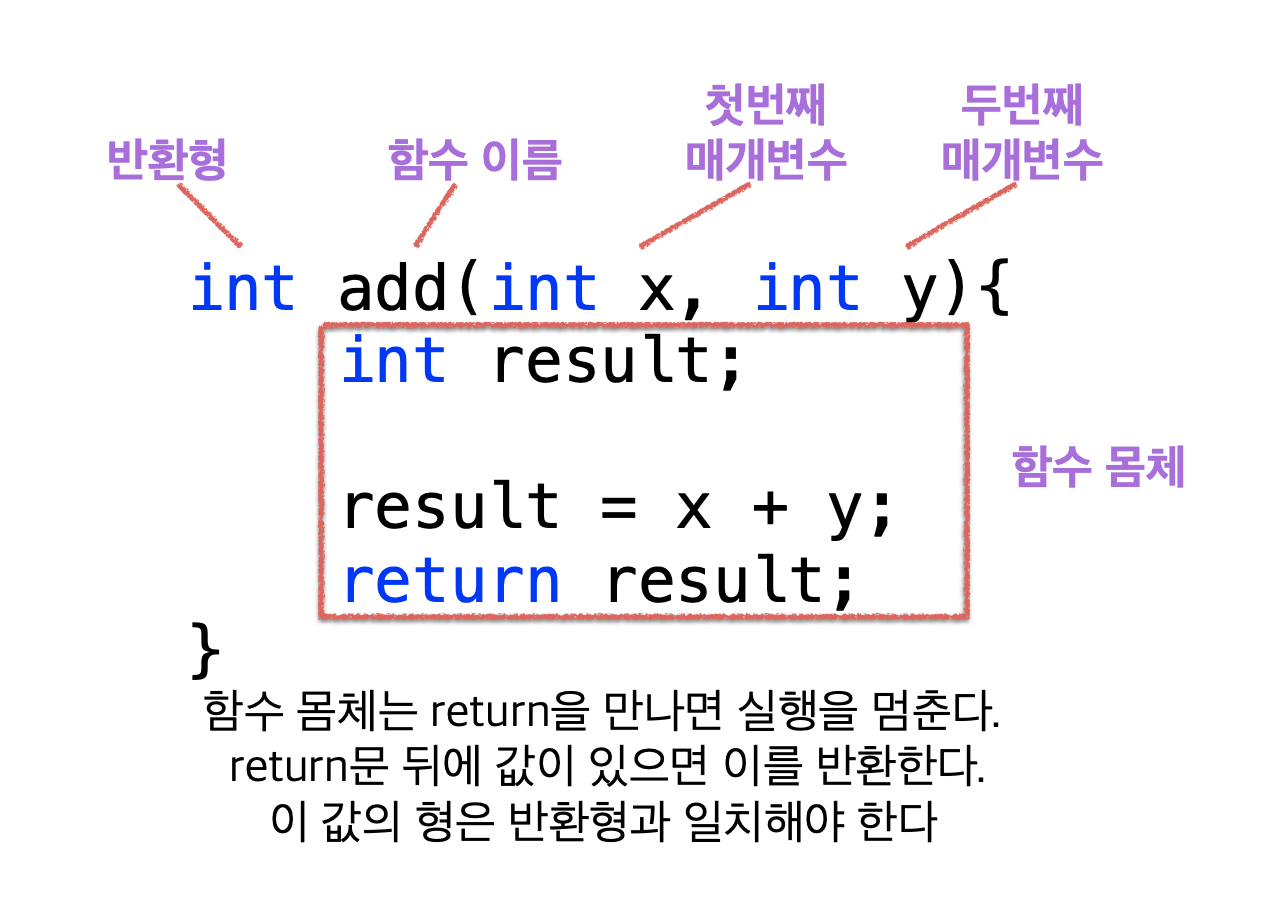 첫번째 두번째
반환형 함수 이름 매개변수 매개변수
int add(int x, int y){
int result;
함수 몸체
result = x + y;
return result;
}
함수 몸체는 return을 만나면 실행을 멈춘다.
return문 뒤에 값이 있으면 이를 반환한다.
이 값의 형은 반환형과 일치해야 한다